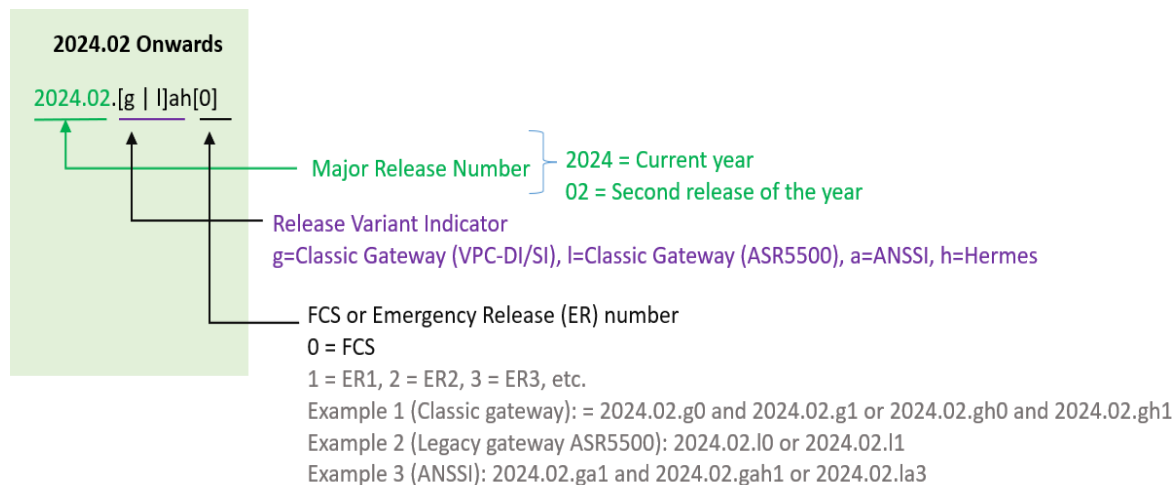 2024.02 Onwards
2024.02.[g | l]ah[0]
Major Release Number
2024 = Current year
02 = Second release of the year
Release Variant Indicator
g=Classic Gateway (VPC-DI/SI), l=Classic Gateway (ASR5500), a=ANSSI, h=Hermes
FCS or Emergency Release (ER) number
0 = FCS
1 = ER1, 2 = ER2, 3 = ER3, etc.
Example 1 (Classic gateway): = 2024.02.g0 and 2024.02.g1 or 2024.02.gh0 and 2024.02.gh1
Example 2 (Legacy gateway ASR5500): 2024.02.l0 or 2024.02.l1
Example 3 (ANSSI): 2024.02.ga1 and 2024.02.gah1 or 2024.02.la3